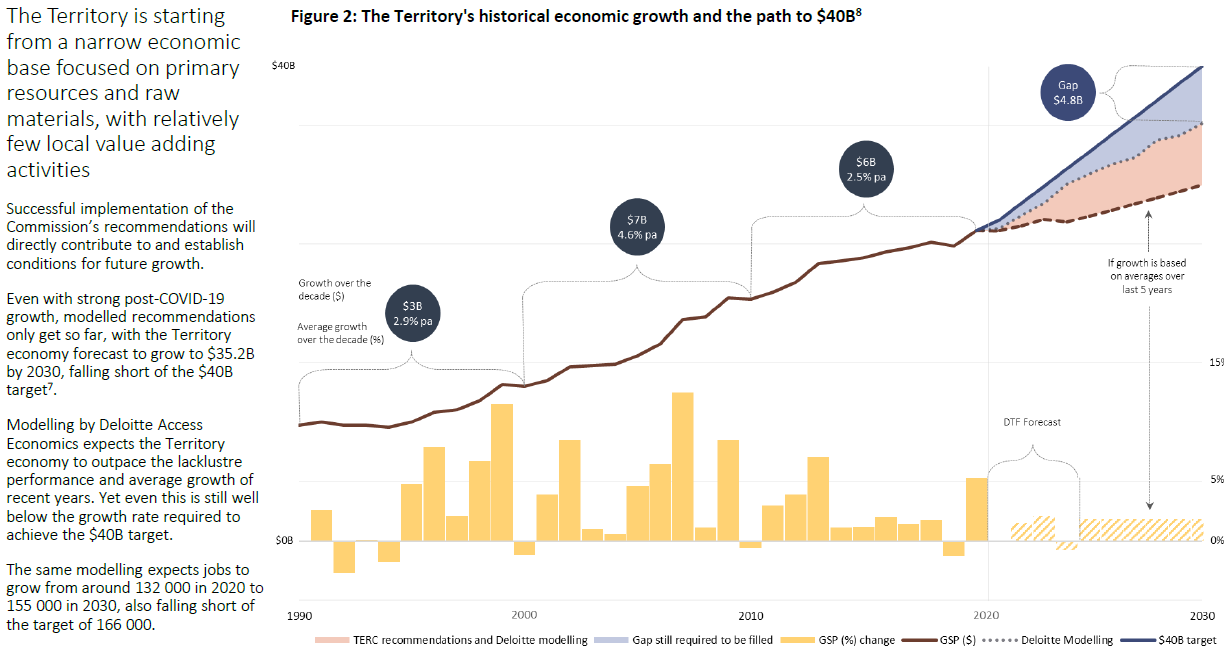 The Territory is starting
from a narrow economic
base focused on primary
resources and raw
materials, with relatively
few local value adding
activities
Successful implementation of the
Commission's recommendations will
directly contribute to and establish
conditions for future growth.
Even with strong post-COVID-19
growth, modelled recommendations
only get so far, with the Territory
economy forecast to grow to $35.2B
by 2030, falling short of the $40B
target⁷.
Modelling by Deloitte Access
Economics expects the Territory
economy to outpace the lacklustre
performance and average growth of
recent years. Yet even this is still well
below the growth rate required to
achieve the $40B target.
The same modelling expects jobs to
grow from around 132 000 in 2020 to
155 000 in 2030, also falling short of
the target of 166 000.
Figure 2: The Territory's historical economic growth and the path to $40B⁸
$40B
Gap
$4.8B
$6B
2.5% pa
$7B
4.6% pa
If growth is based
on averages over
last 5 years
Growth over the
decade ($)
$3B
2.9% pa
Average growth
over the decade (%)
15%
DTF Forecast
5%
$0B
0%
1990
2000
2010
2020
2030
TERC recommendations and Deloitte modelling
Gap still required to be filled
GSP (%) change
GSP ($)
Deloitte Modelling
$40B target